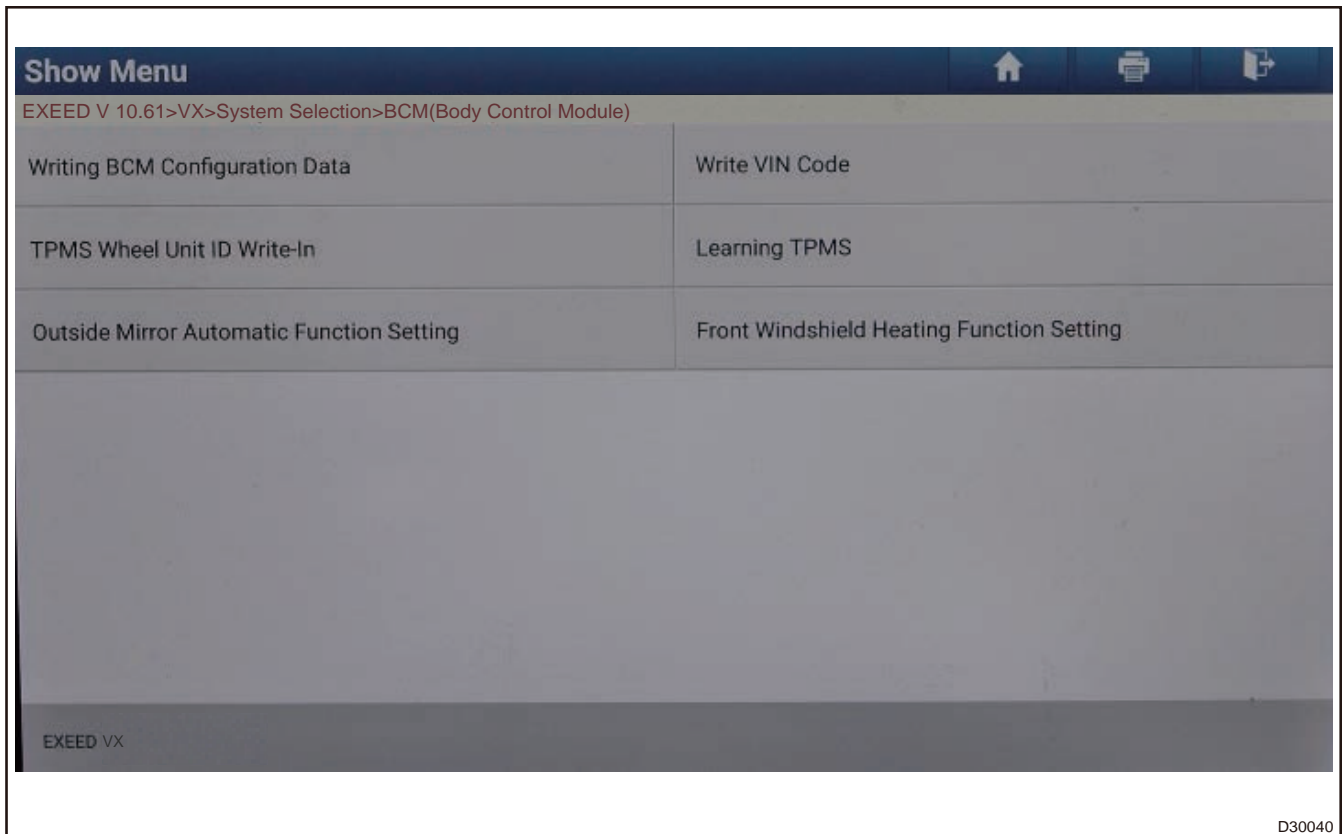 Show Menu
EXEED V 10.61>VX>System Selection>BCM(Body Control Module)
Writing BCM Configuration Data
Write VIN Code
TPMS Wheel Unit ID Write-In
Learning TPMS
Outside Mirror Automatic Function Setting
Front Windshield Heating Function Setting
EXEED VX
D30040